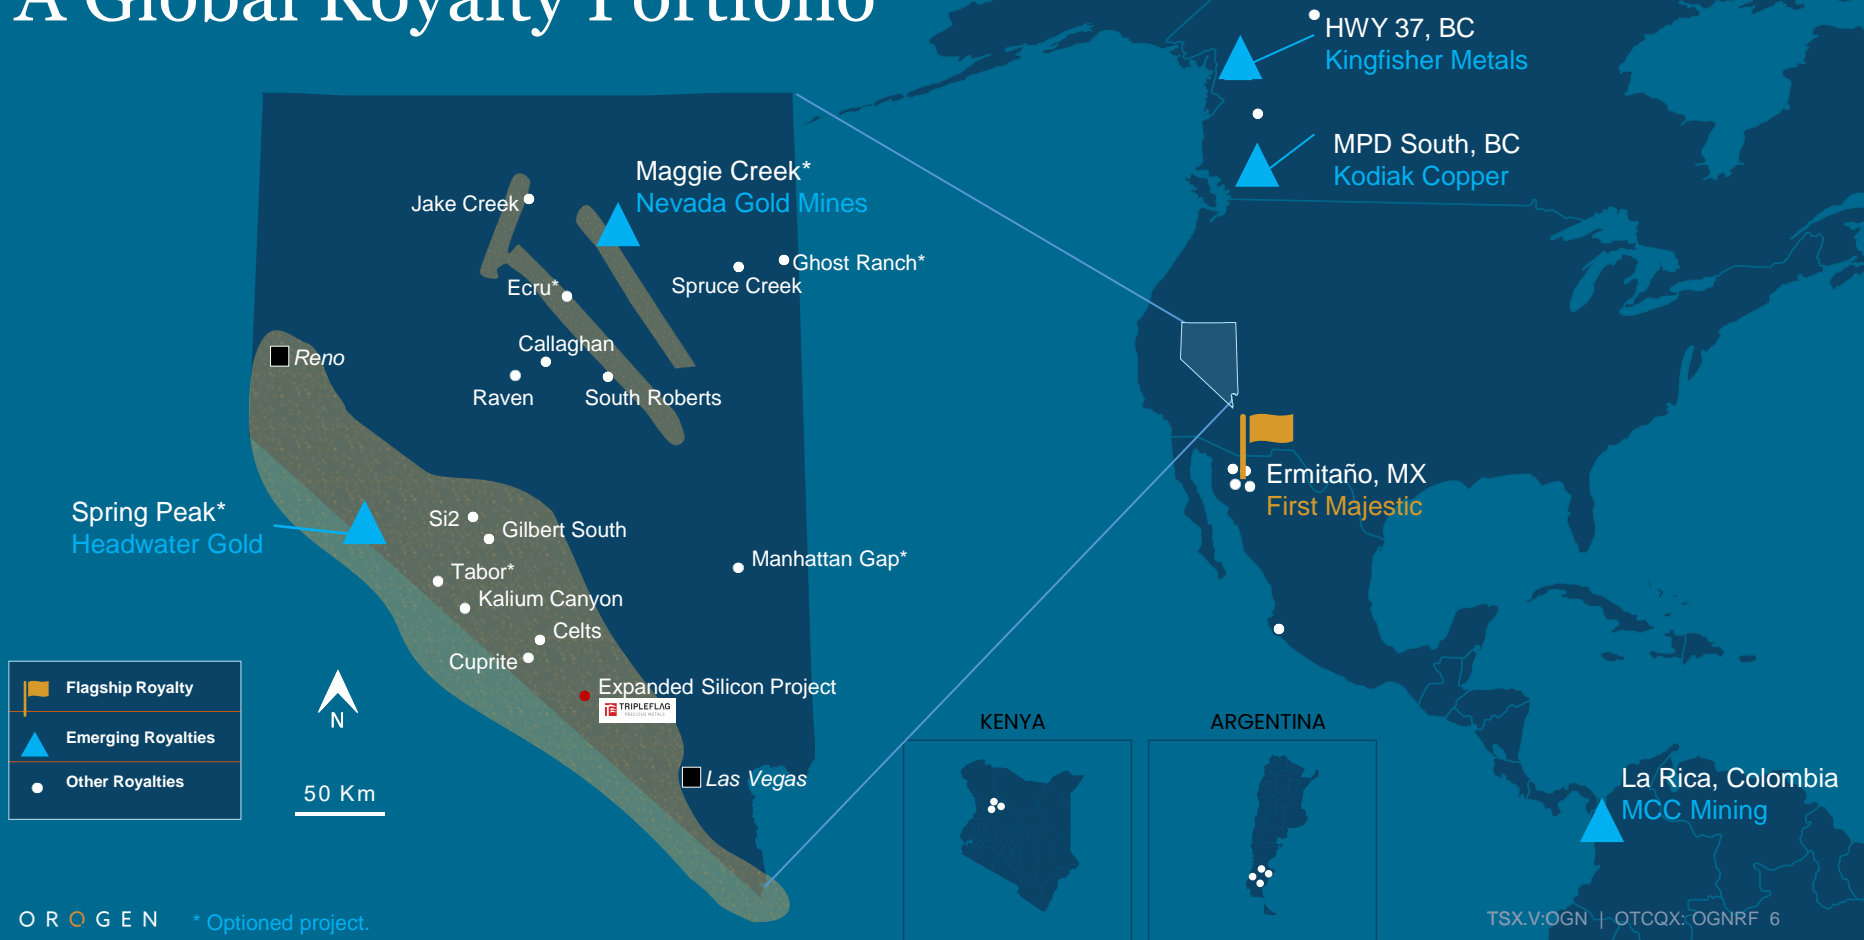 A Global Royalty Portfolio
HWY 37, BC
Kingfisher Metals
MPD South, BC
Kodiak Copper
Maggie Creek*
Nevada Gold Mines
Jake Creek
Ghost Ranch*
Spruce Creek
Ecru*
Callaghan
Reno
Raven
South Roberts
Ermitaño, MX
First Majestic
Spring Peak*
Headwater Gold
Si2
Gilbert South
Manhattan Gap*
Tabor*
Kalium Canyon
Celts
Cuprite
Expanded Silicon Project
TRIPLEFLAG
PRECIOUS METALS
Flagship Royalty
Emerging Royalties
Other Royalties
N
50 Km
Las Vegas
KENYA
ARGENTINA
La Rica, Colombia
MCC Mining
OROGEN
* Optioned project.
TSX.V:OGN | OTCQX: OGNRF 6